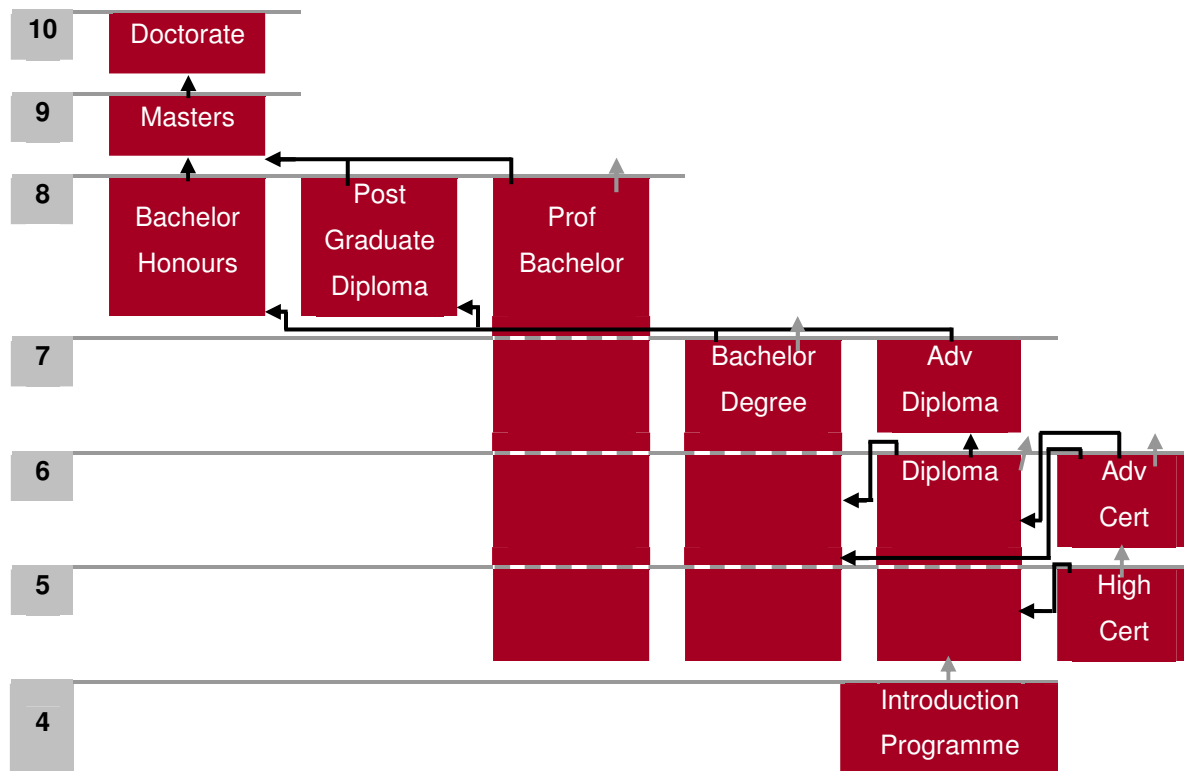 10
Doctorate
9
Masters
8
Bachelor
Honours
Post
Graduate
Diploma
Prof
Bachelor
7
Bachelor
Degree
Adv
Diploma
6
Diploma
Adv
Cert
5
High
Cert
4
Introduction
Programme